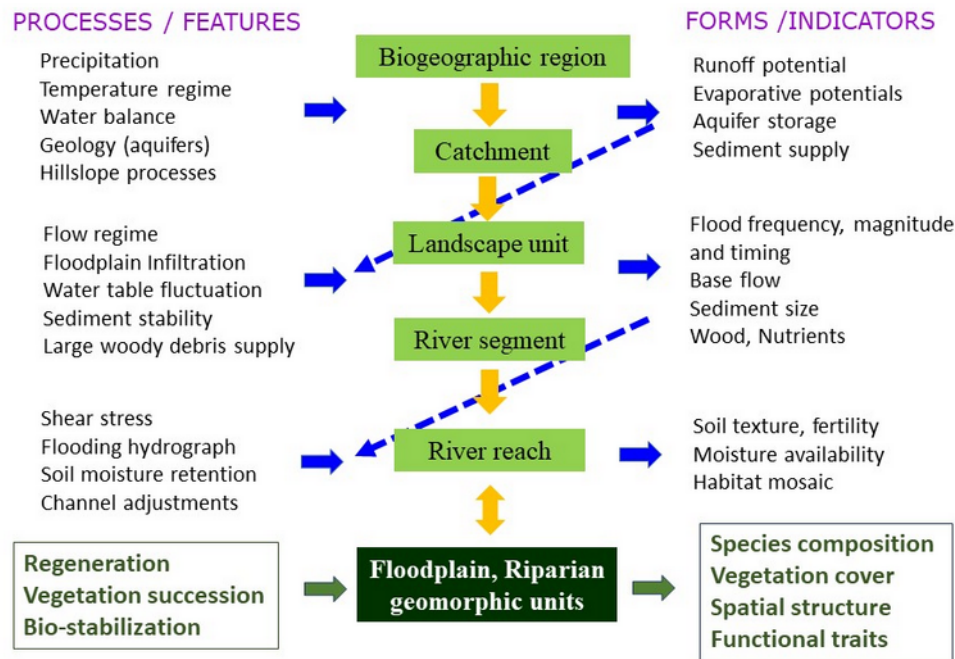 PROCESSES / FEATURES
FORMS /INDICATORS
Precipitation
Temperature regime
Water balance
Geology (aquifers)
Hillslope processes
Biogeographic region
Catchment
Runoff potential
Evaporative potentials
Aquifer storage
Sediment supply
Flow regime
Floodplain Infiltration
Water table fluctuation
Sediment stability
Large woody debris supply
Landscape unit
River segment
Flood frequency, magnitude
and timing
Base flow
Sediment size
Wood, Nutrients
Shear stress
Flooding hydrograph
Soil moisture retention
Channel adjustments
River reach
Soil texture, fertility
Moisture availability
Habitat mosaic
Regeneration
Vegetation succession
Bio-stabilization
Floodplain, Riparian
geomorphic units
Species composition
Vegetation cover
Spatial structure
Functional traits